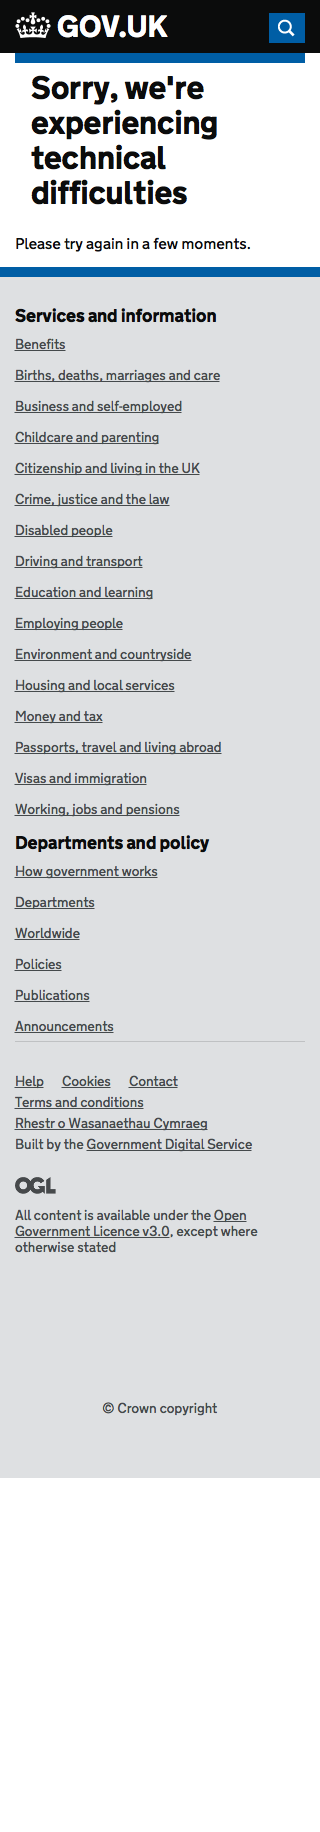 GOV.UK
Sorry, we're
experiencing
technical
difficulties
Please try again in a few moments.
Services and information
Benefits
Births, deaths, marriages and care
Business and self-employed
Childcare and parenting
Citizenship and living in the UK
Crime, justice and the law
Disabled people
Driving and transport
Education and learning
Employing people
Environment and countryside
Housing and local services
Money and tax
Passports, travel and living abroad
Visas and immigration
Working, jobs and pensions
Departments and policy
How government works
Departments
Worldwide
Policies
Publications
Announcements
Help Cookies Contact
Terms and conditions
Rhestr o Wasanaethau Cymraeg
Built by the Government Digital Service
OGL
All content is available under the Open
Government Licence v3.0, except where
otherwise stated
© Crown copyright